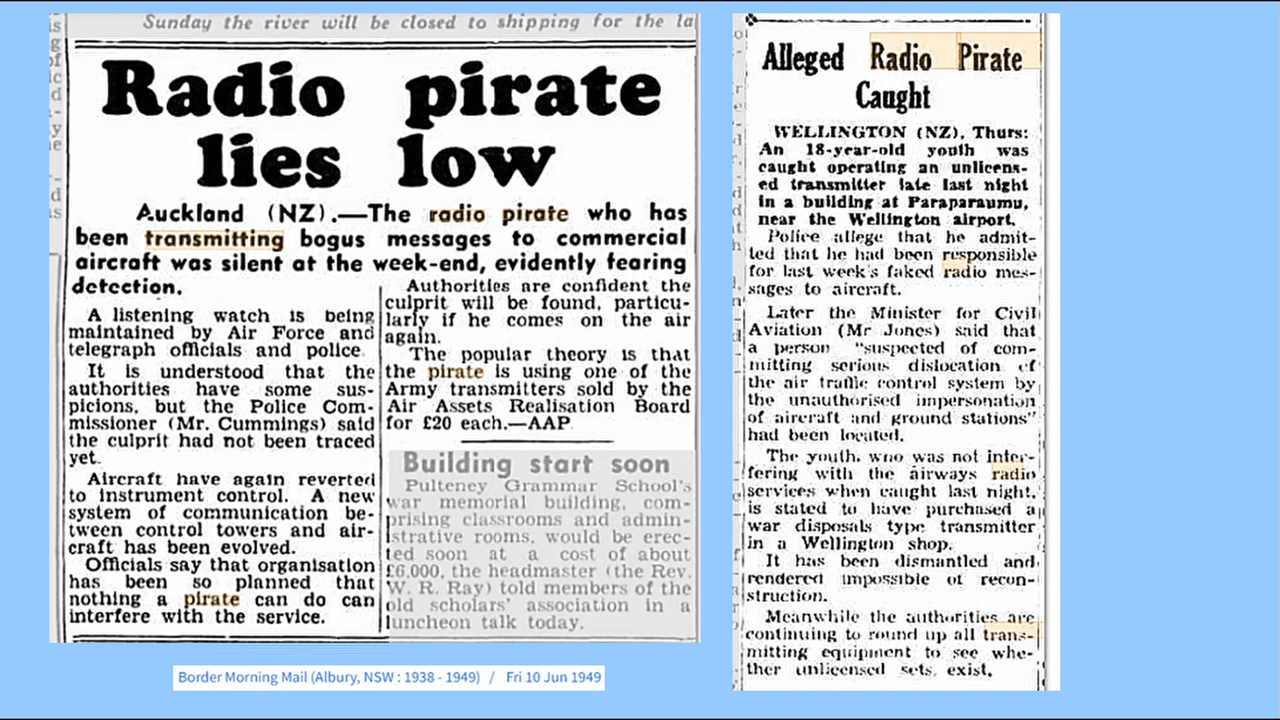 Sunday the river will be closed to shipping for the la
Radio pirate
lies low
Auckland (NZ).—The radio pirate who has
been transmitting bogus messages to commercial
aircraft was silent at the week-end, evidently fearing
detection.
A listening watch is being
maintained by Air Force and
telegraph officials and police.
It is understood that the
authorities have some sus-
picions, but the Police Com-
missioner (Mr. Cummings) said
the culprit had not been traced
yet.
Aircraft have again reverted
to instrument control. A new
system of communication be-
tween control towers and air-
craft has been evolved.
Officials say that organisation
has been so planned that
nothing a pirate can do can
interfere with the service.
Authorities are confident the
culprit will be found, particu-
larly if he comes on the air
again.
The popular theory is that
the pirate is using one of the
Army transmitters sold by the
Air Assets Realisation Board
for £20 each.—AAP
Building start soon
Pulteney Grammar School's
war memorial building, com-
prising classrooms and admin-
istrative rooms, would be erec-
ted soon at a cost of about
£6,000, the headmaster (the Rev.
W. R. Ray) told members of the
old scholars' association in a
luncheon talk today.
Border Morning Mail (Albury, NSW : 1938 - 1949) / Fri 10 Jun 1949
Alleged Radio Pirate
Caught
WELLINGTON (NZ), Thurs:
An 18-year-old youth was
caught operating an unlicens-
ed transmitter late last night
in a building at Paraparaumu,
near the Wellington airport.
Police allege that he admit-
ted that he had been responsible
for last week's faked radio mes-
sages to aircraft.
Later the Minister for Civil
Aviation (Mr Jones) said that
a person "suspected of com-
mitting serious dislocation of
the air traffic control system by
the unauthorised impersonation
of aircraft and ground stations"
had been located.
The youth, who was not inter-
fering with the airways radio
services when caught last night,
is stated to have purchased a
war disposals type transmitter
in a Wellington shop.
It has been dismantled and
rendered impossible of recon-
struction.
Meanwhile the authorities are
continuing to round up all trans-
mitting equipment to see whe-
ther unlicensed sets exist.